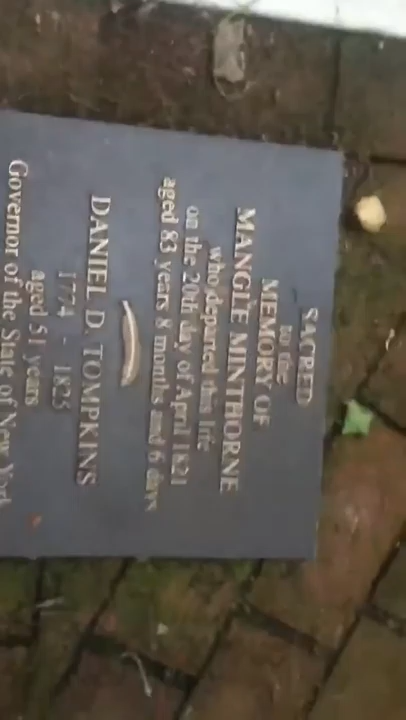 SACRED
to the
MEMORY OF
MANGLE MINTHORNE
who departed this life
on the 20th day of April 1821
aged 83 years 8 months and 6 days
DANIEL D. TOMPKINS
1774 - 1825
aged 51 years
Governor of the State of New York